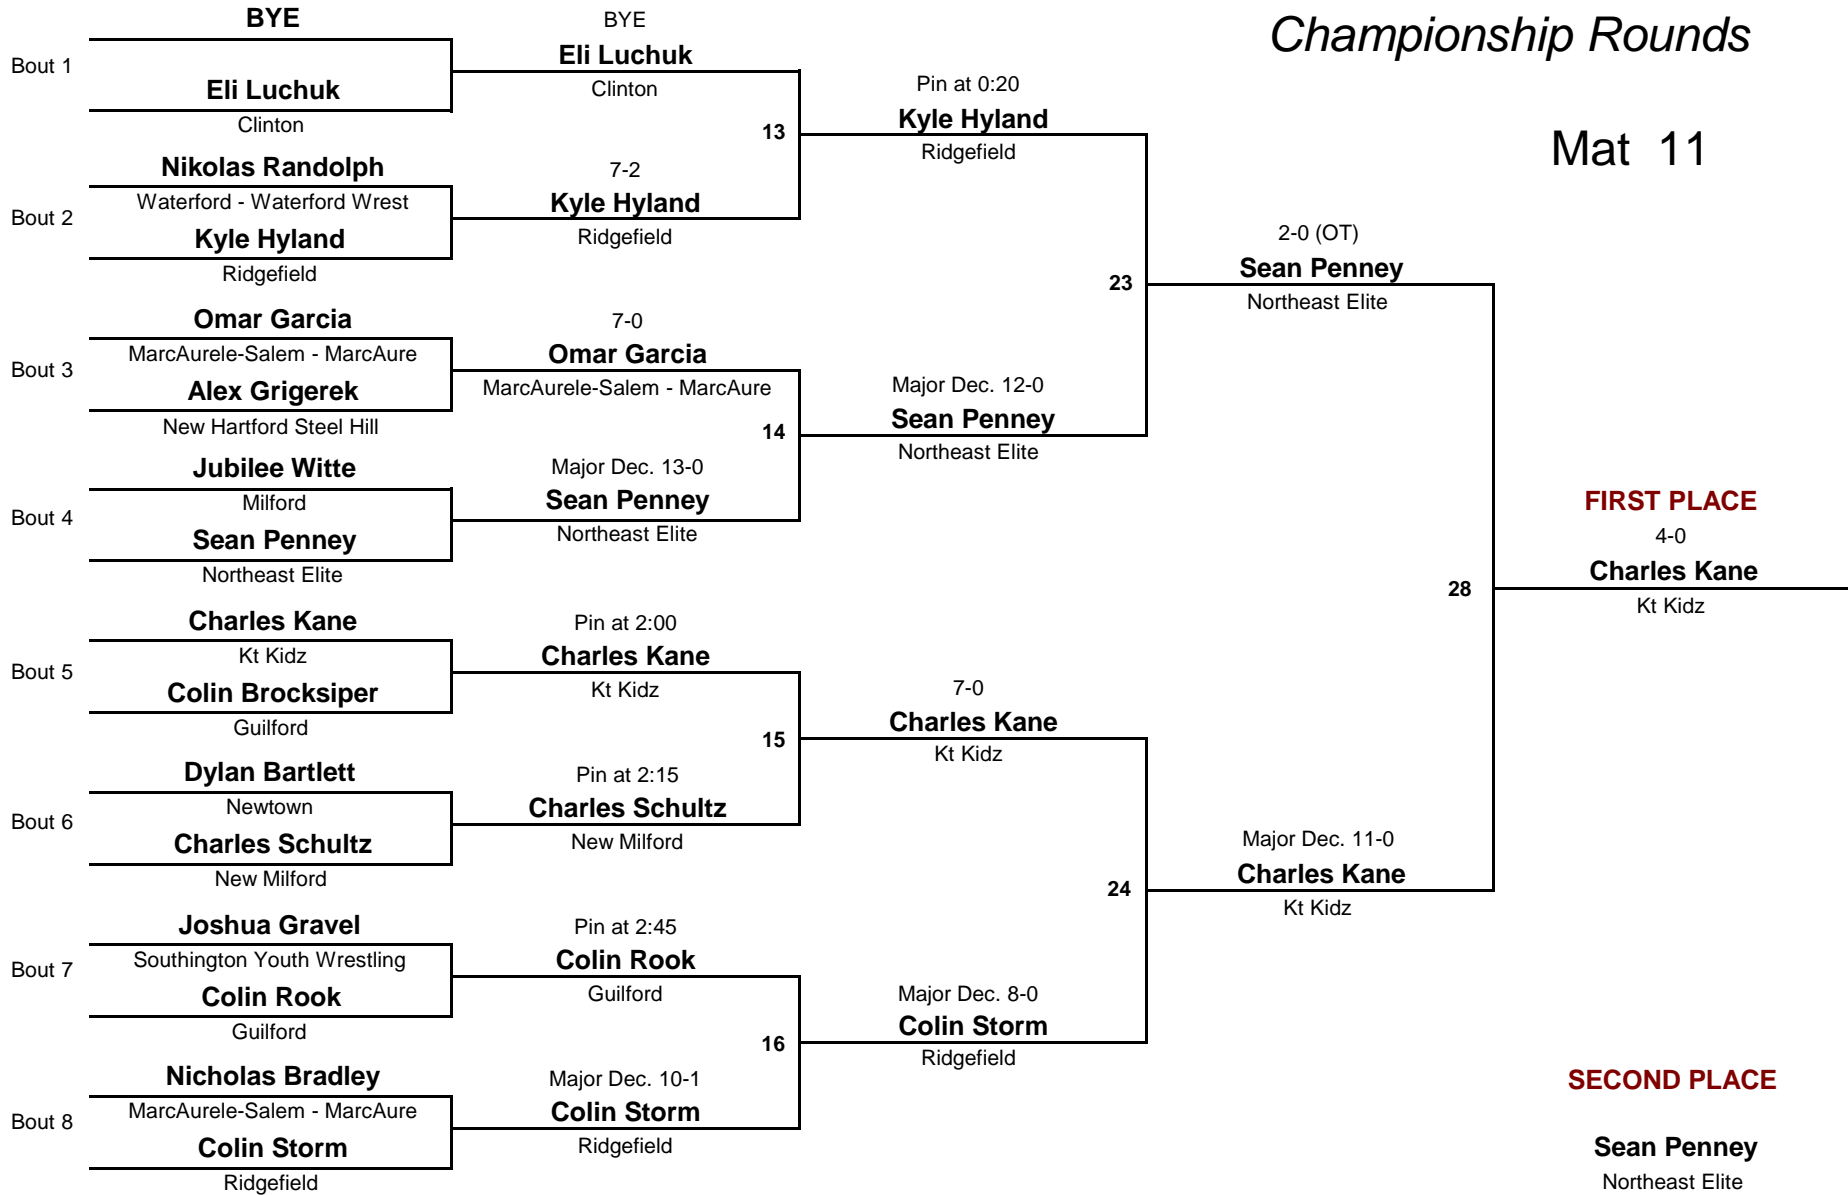 Championship Rounds
Mat 11
BYE
Bout 1
Eli Luchuk
Clinton
Nikolas Randolph
Waterford - Waterford Wrest
Bout 2
Kyle Hyland
Ridgefield
Omar Garcia
MarcAurele-Salem - MarcAure
Bout 3
Alex Grigerek
New Hartford Steel Hill
Jubilee Witte
Milford
Bout 4
Sean Penney
Northeast Elite
Charles Kane
Kt Kidz
Bout 5
Colin Brocksiper
Guilford
Dylan Bartlett
Newtown
Bout 6
Charles Schultz
New Milford
Joshua Gravel
Southington Youth Wrestling
Bout 7
Colin Rook
Guilford
Nicholas Bradley
MarcAurele-Salem - MarcAure
Bout 8
Colin Storm
Ridgefield
BYE
Eli Luchuk
Clinton
13
7-2
Kyle Hyland
Ridgefield
7-0
Omar Garcia
MarcAurele-Salem - MarcAure
14
Major Dec. 13-0
Sean Penney
Northeast Elite
Pin at 2:00
Charles Kane
Kt Kidz
15
Pin at 2:15
Charles Schultz
New Milford
Pin at 2:45
Colin Rook
Guilford
16
Major Dec. 10-1
Colin Storm
Ridgefield
Pin at 0:20
Kyle Hyland
Ridgefield
23
Major Dec. 12-0
Sean Penney
Northeast Elite
7-0
Charles Kane
Kt Kidz
24
Major Dec. 8-0
Colin Storm
Ridgefield
2-0 (OT)
Sean Penney
Northeast Elite
28
Major Dec. 11-0
Charles Kane
Kt Kidz
FIRST PLACE
4-0
Charles Kane
Kt Kidz
SECOND PLACE
Sean Penney
Northeast Elite